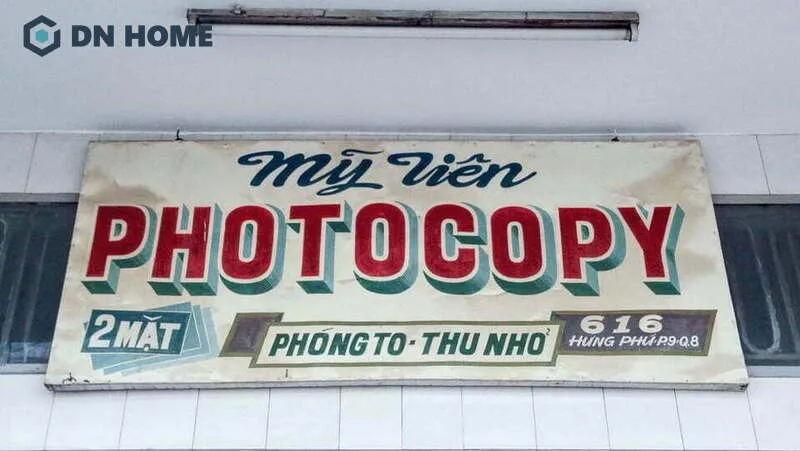 DN HOME
Mỹ Viên
PHOTOCOPY
2 MẶT
PHÓNG TO - THU NHỎ
616
HƯNG PHÚ·P.9·Q.8